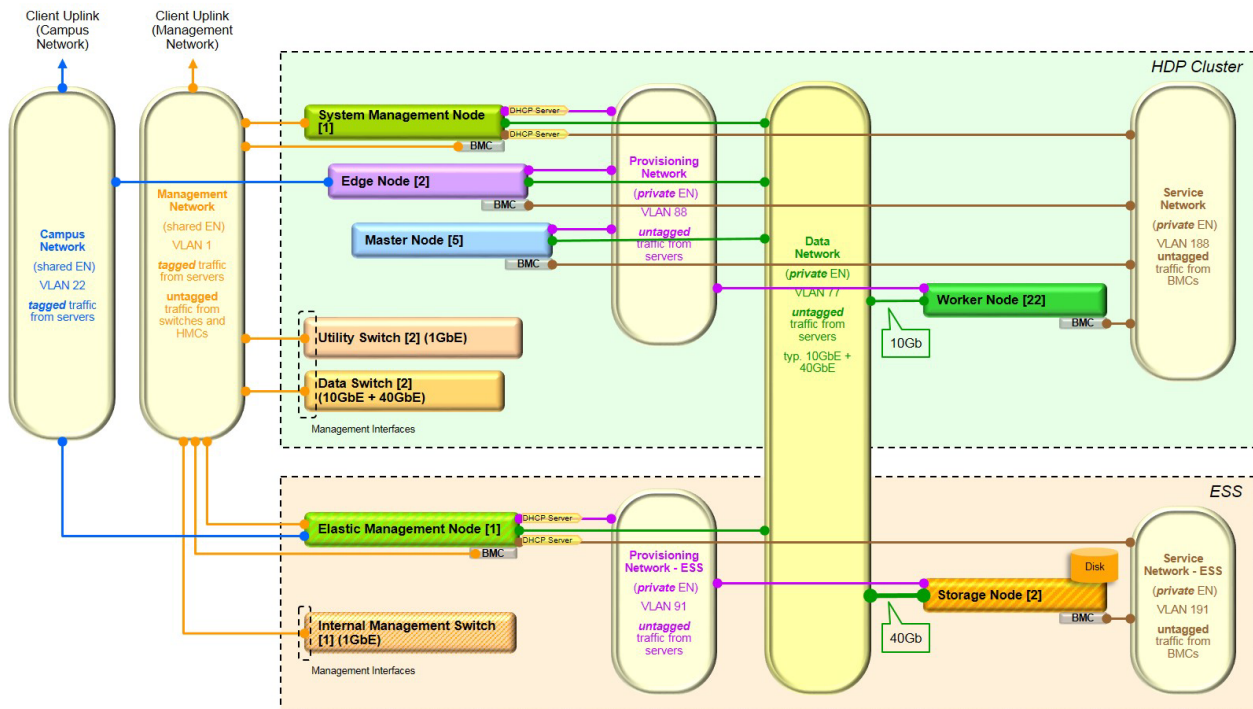 Client Uplink
(Campus
Network)
Client Uplink
(Management
Network)
HDP Cluster
System Management Node
[1]
DHCP Server
DHCP Server
BMC
Edge Node [2]
BMC
Master Node [5]
BMC
Provisioning
Network
(private EN)
VLAN 88
untagged
traffic from
servers
Management
Network
(shared EN)
VLAN 1
tagged traffic
from servers
untagged
traffic from
switches and
HMCs
Campus
Network
(shared EN)
VLAN 22
tagged traffic
from servers
Data
Network
(private EN)
VLAN 77
untagged
traffic from
servers
typ. 10GbE +
40GbE
Service
Network
(private EN)
VLAN 188
untagged
traffic from
BMCs
Worker Node [22]
BMC
10Gb
Utility Switch [2] (1GbE)
Data Switch [2]
(10GbE + 40GbE)
Management Interfaces
ESS
Elastic Management Node [1]
DHCP Server
DHCP Server
BMC
Provisioning
Network - ESS
(private EN)
VLAN 91
untagged
traffic from
servers
Disk
Storage Node [2]
BMC
40Gb
Service
Network - ESS
(private EN)
VLAN 191
untagged
traffic from
BMCs
Internal Management Switch
[1] (1GbE)
Management Interfaces